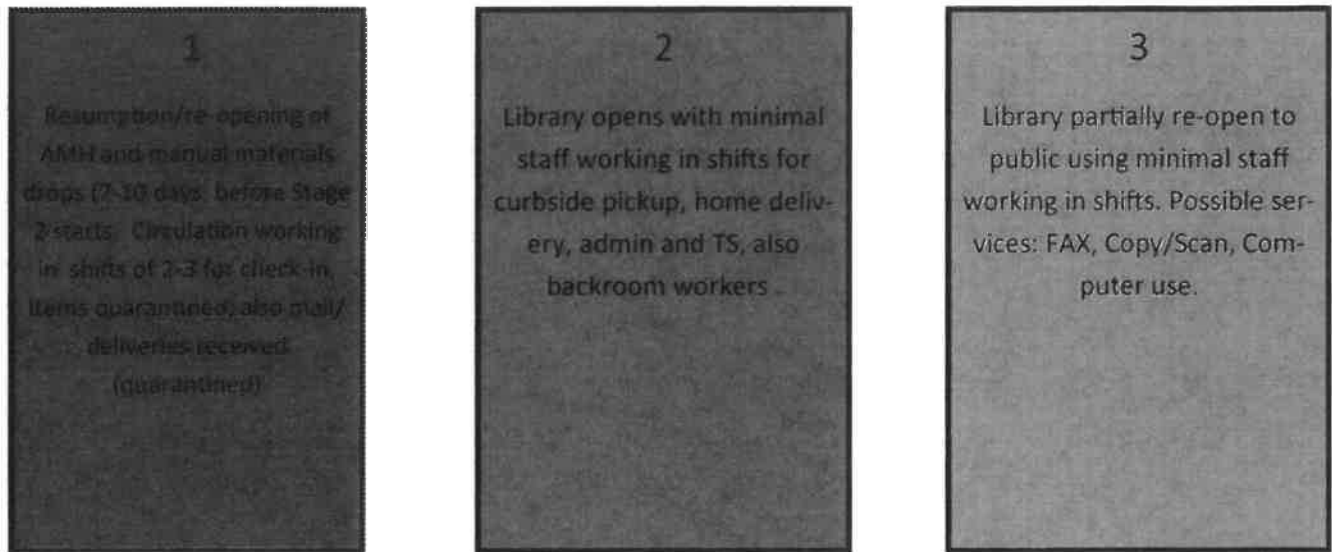 1
Resumption/re-opening of
AMH and manual materials
drops (7-10 days before Stage
2 starts. Circulation working
in shifts of 2-3 for check-in,
items quarantined; also mail/
deliveries received
(quarantined)
2
Library opens with minimal
staff working in shifts for
curbside pickup, home deliv-
ery, admin and TS, also
backroom workers .
3
Library partially re-open to
public using minimal staff
working in shifts. Possible ser-
vices: FAX, Copy/Scan, Com-
puter use.